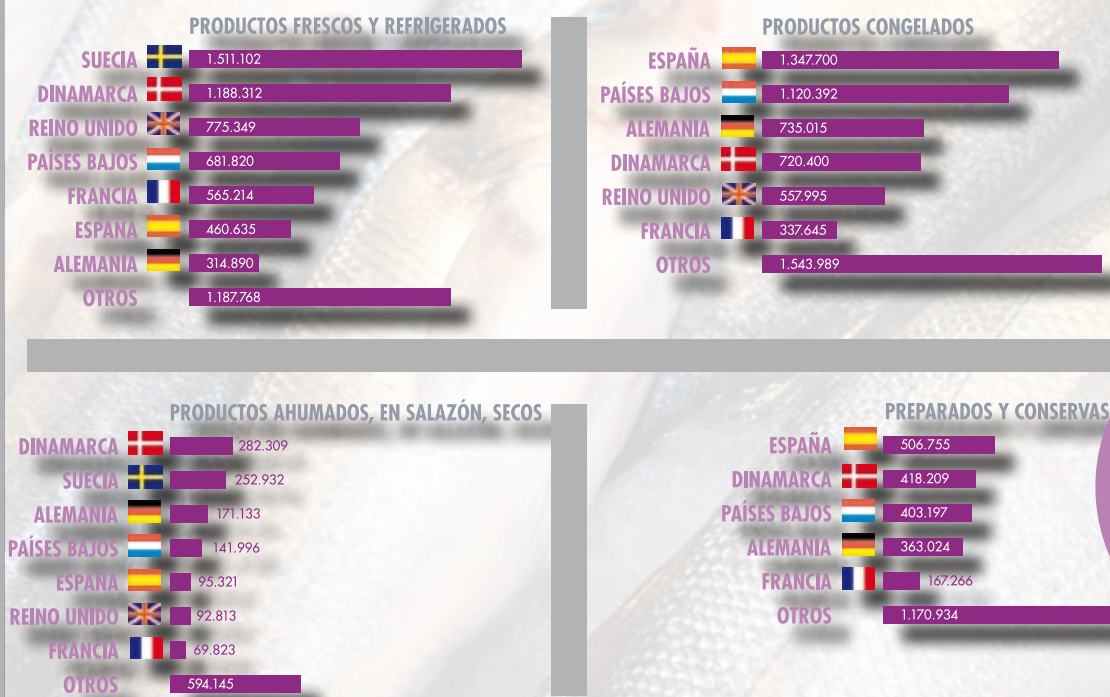 PRODUCTOS FRESCOS Y REFRIGERADOS
SUECIA 1.511.102
DINAMARCA 1.188.312
REINO UNIDO 775.349
PAÍSES BAJOS 681.820
FRANCIA 565.214
ESPAÑA 460.635
ALEMANIA 314.890
OTROS 1.187.768
PRODUCTOS CONGELADOS
ESPAÑA 1.347.700
PAÍSES BAJOS 1.120.392
ALEMANIA 735.015
DINAMARCA 720.400
REINO UNIDO 557.995
FRANCIA 337.645
OTROS 1.543.989
PRODUCTOS AHUMADOS, EN SALAZÓN, SECOS
DINAMARCA 282.309
SUECIA 252.932
ALEMANIA 171.133
PAÍSES BAJOS 141.996
ESPAÑA 95.321
REINO UNIDO 92.813
FRANCIA 69.823
OTROS 594.145
PREPARADOS Y CONSERVAS
ESPAÑA 506.755
DINAMARCA 418.209
PAÍSES BAJOS 403.197
ALEMANIA 363.024
FRANCIA 167.266
OTROS 1.170.934